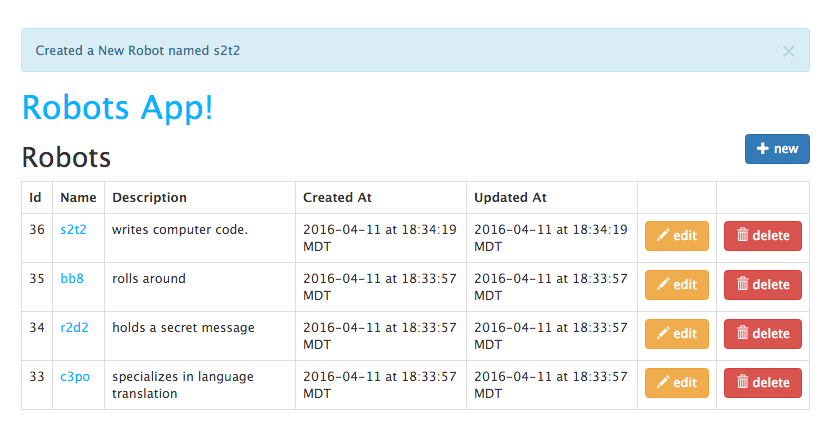 Created a New Robot named s2t2 ×
Robots App!
Robots
new
Id Name Description Created At Updated At
36 s2t2 writes computer code. 2016-04-11 at 18:34:19 MDT 2016-04-11 at 18:34:19 MDT edit delete
35 bb8 rolls around 2016-04-11 at 18:33:57 MDT 2016-04-11 at 18:33:57 MDT edit delete
34 r2d2 holds a secret message 2016-04-11 at 18:33:57 MDT 2016-04-11 at 18:33:57 MDT edit delete
33 c3po specializes in language translation 2016-04-11 at 18:33:57 MDT 2016-04-11 at 18:33:57 MDT edit delete